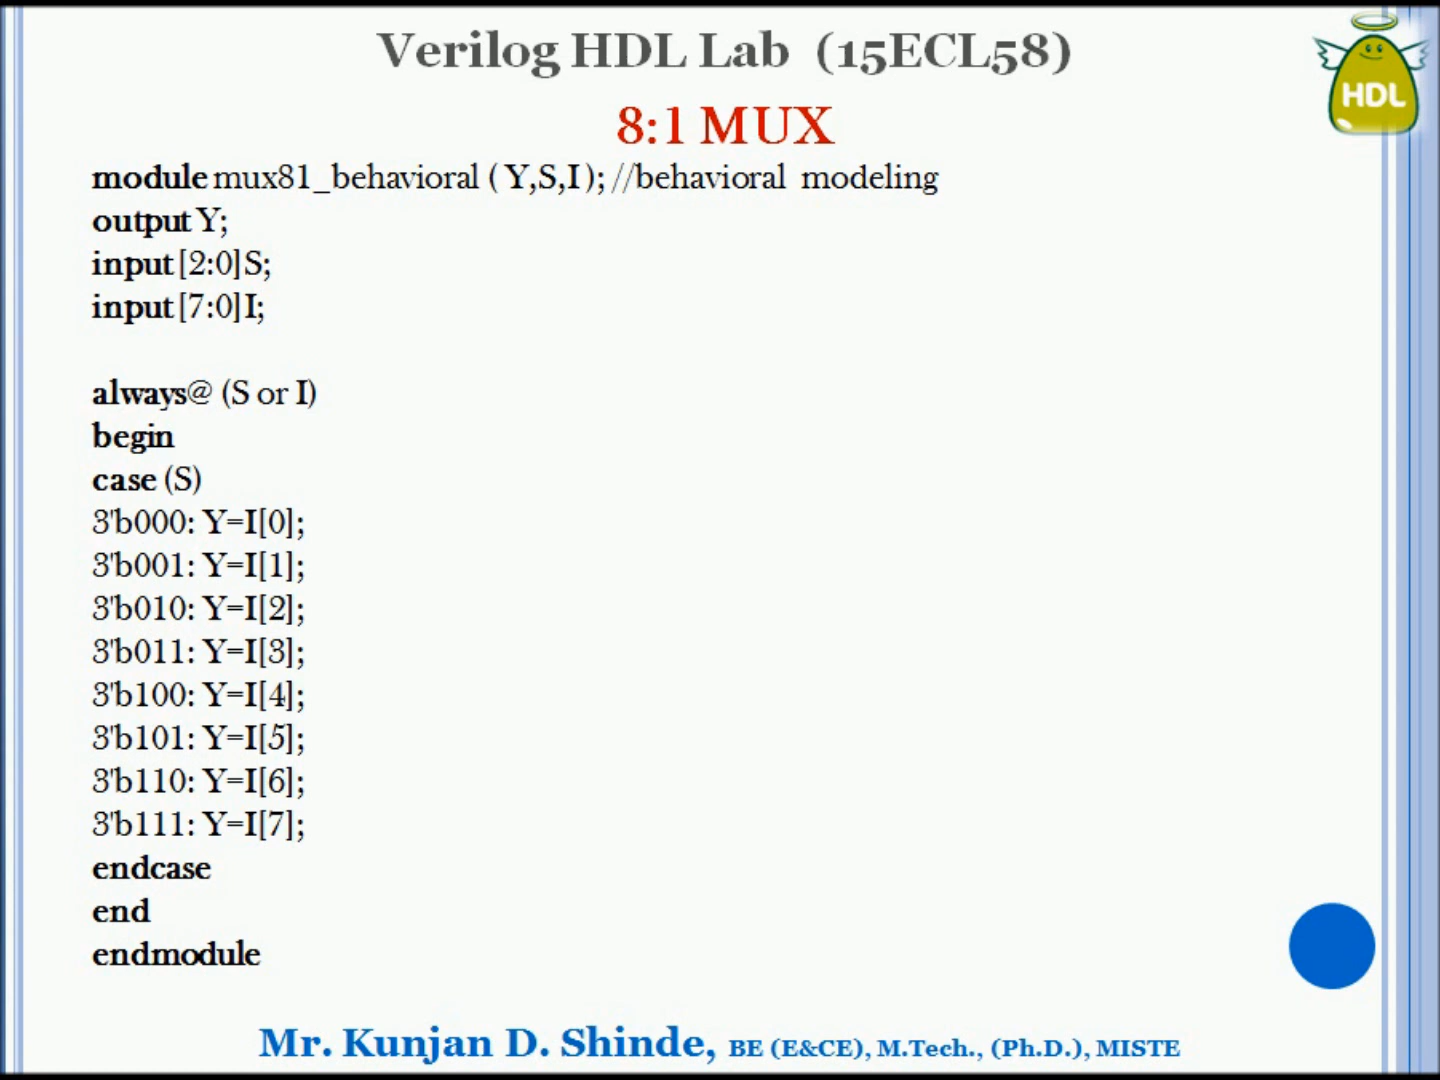 Verilog HDL Lab (15ECL58)
HDL
8:1 MUX
module mux81_behavioral ( Y,S,I ); //behavioral modeling
output Y;
input [2:0] S;
input [7:0] I;
always@ (S or I)
begin
case (S)
3'b000: Y=I[0];
3'b001: Y=I[1];
3'b010: Y=I[2];
3'b011: Y=I[3];
3'b100: Y=I[4];
3'b101: Y=I[5];
3'b110: Y=I[6];
3'b111: Y=I[7];
endcase
end
endmodule
Mr. Kunjan D. Shinde, BE (E&CE), M.Tech., (Ph.D.), MISTE